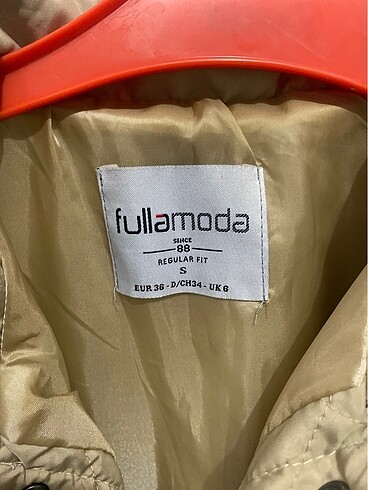 fullamoda
SINCE
88
REGULAR FIT
S
EUR 36 - D/CH34 - UK 6